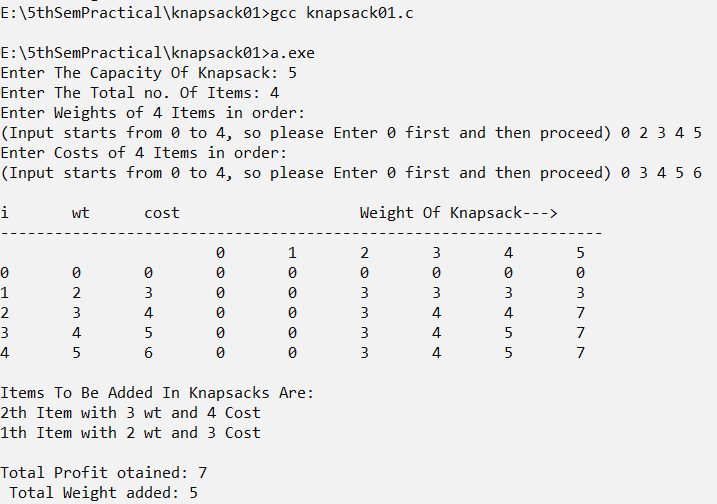 E:\5thSemPractical\knapsack01>gcc knapsack01.c
E:\5thSemPractical\knapsack01>a.exe
Enter The Capacity Of Knapsack: 5
Enter The Total no. Of Items: 4
Enter Weights of 4 Items in order:
(Input starts from 0 to 4, so please Enter 0 first and then proceed) 0 2 3 4 5
Enter Costs of 4 Items in order:
(Input starts from 0 to 4, so please Enter 0 first and then proceed) 0 3 4 5 6
i wt cost Weight Of Knapsack--->
-------------------------------------------------------------------
0 1 2 3 4 5
0 0 0 0 0 0 0 0 0
1 2 3 0 0 3 3 3 3
2 3 4 0 0 3 4 4 7
3 4 5 0 0 3 4 5 7
4 5 6 0 0 3 4 5 7
Items To Be Added In Knapsacks Are:
2th Item with 3 wt and 4 Cost
1th Item with 2 wt and 3 Cost
Total Profit otained: 7
Total Weight added: 5